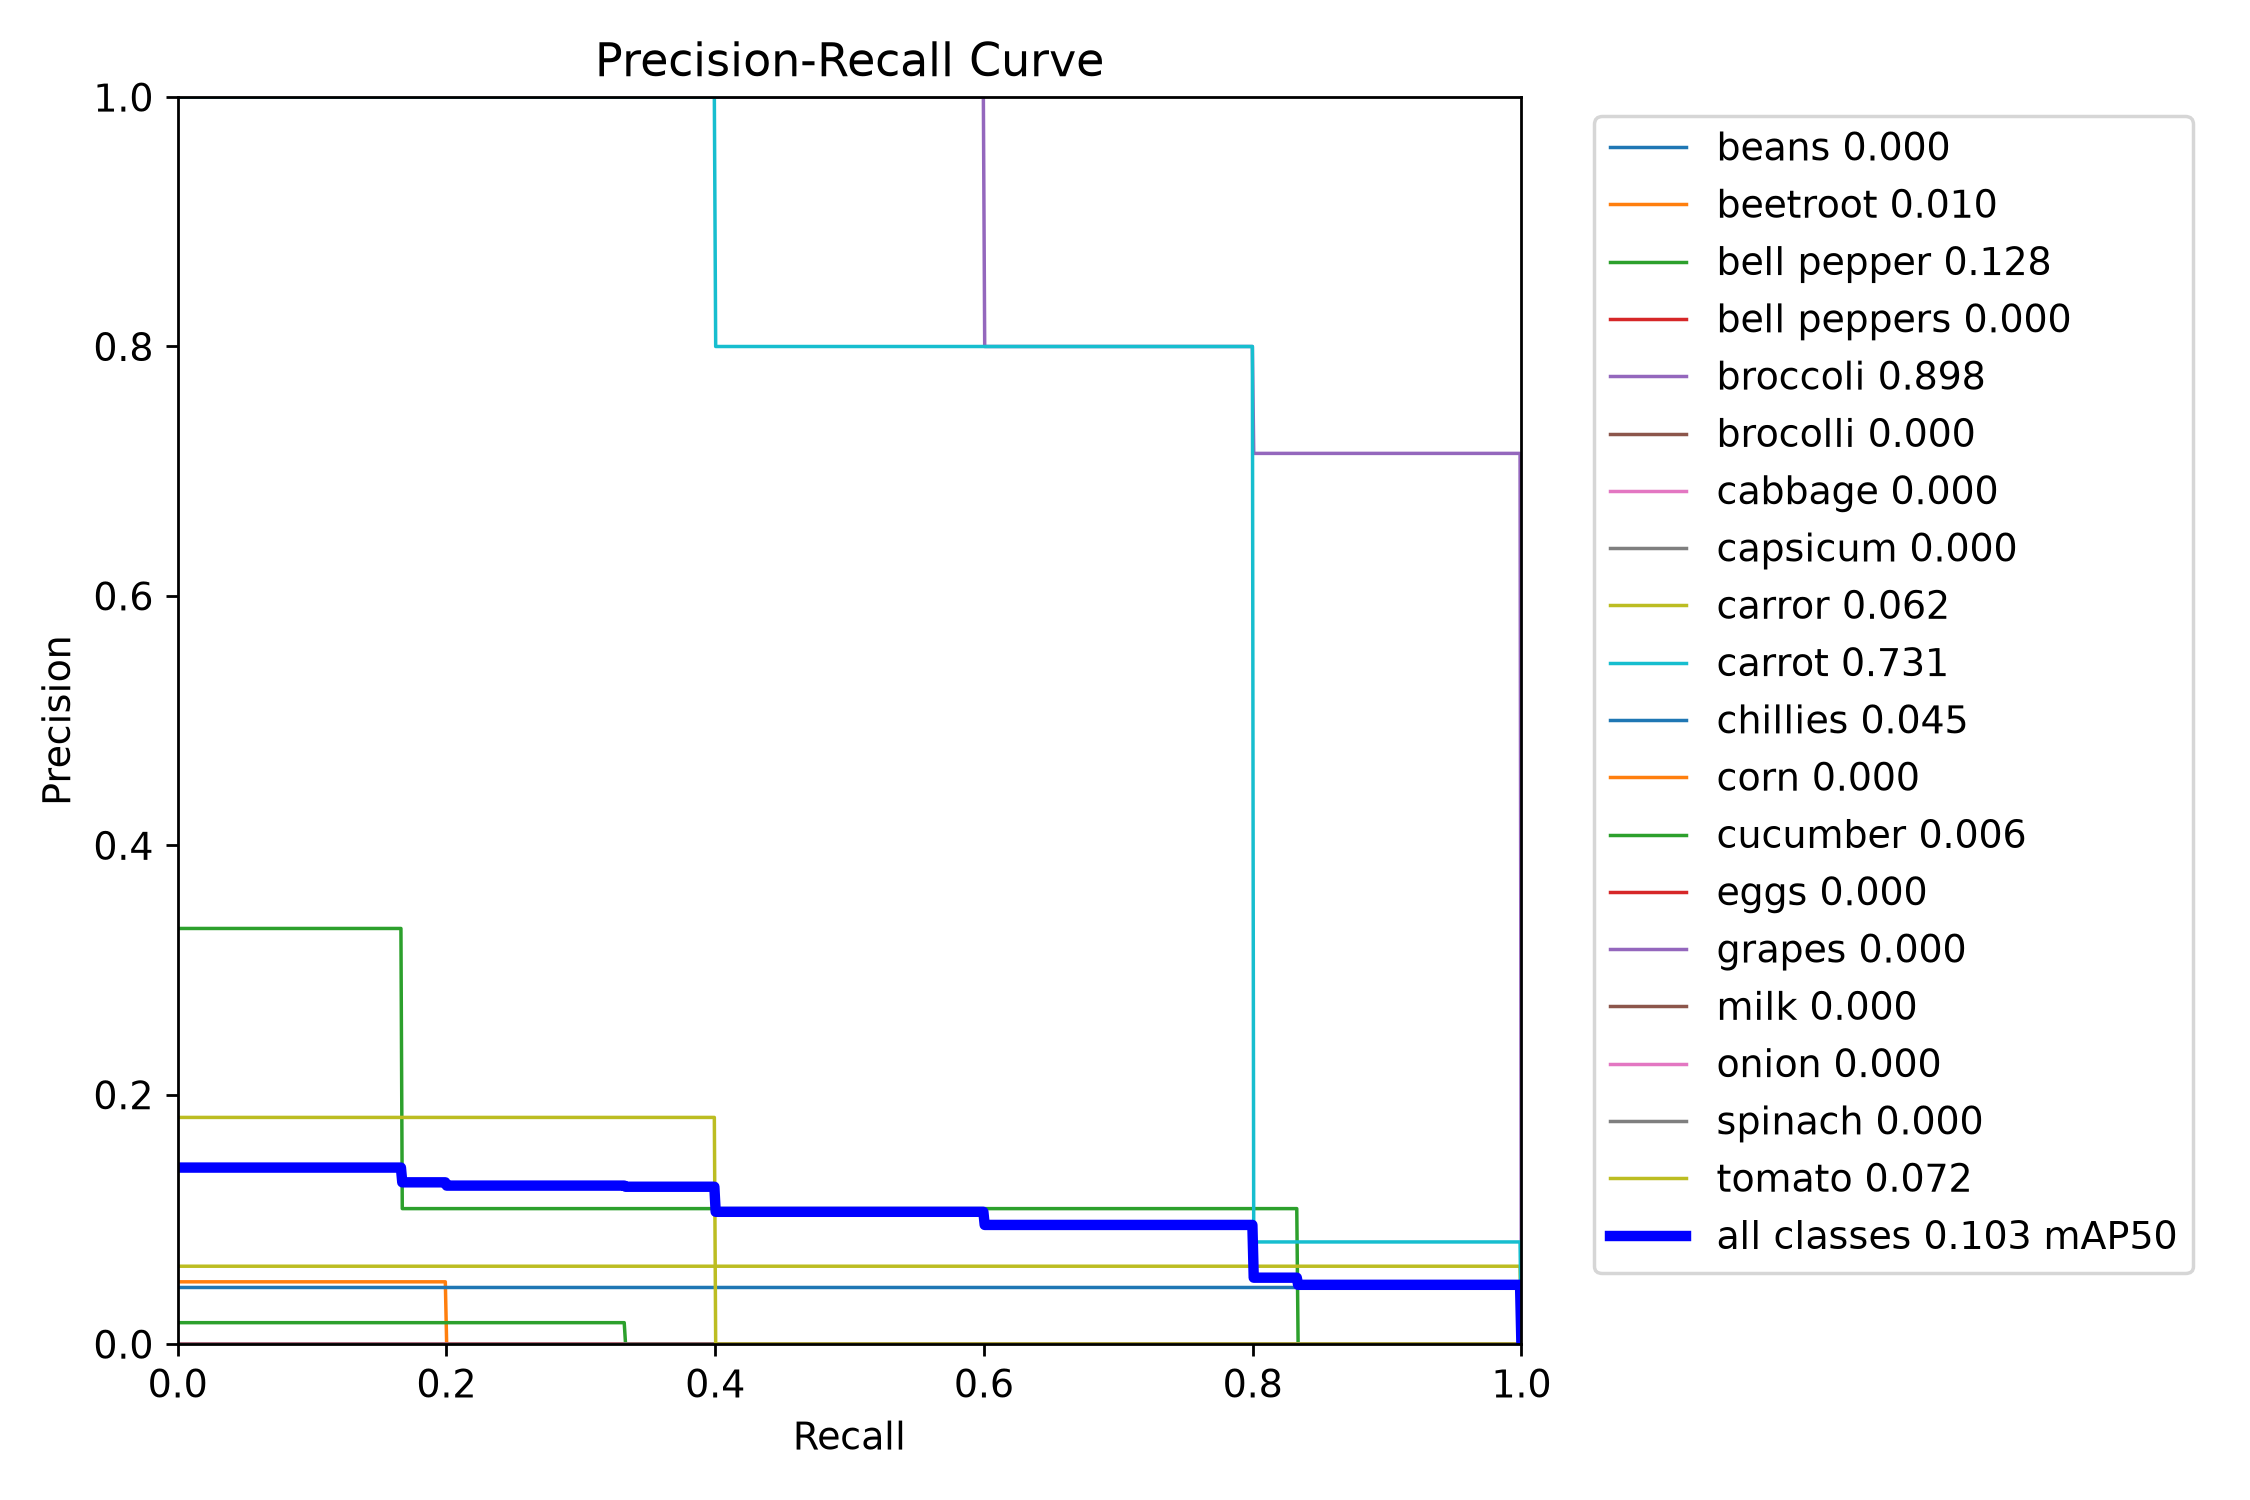 Precision-Recall Curve
1.0
0.8
0.6
0.4
0.2
0.0
Precision
0.0 0.2 0.4 0.6 0.8 1.0
Recall
beans 0.000
beetroot 0.010
bell pepper 0.128
bell peppers 0.000
broccoli 0.898
brocolli 0.000
cabbage 0.000
capsicum 0.000
carror 0.062
carrot 0.731
chillies 0.045
corn 0.000
cucumber 0.006
eggs 0.000
grapes 0.000
milk 0.000
onion 0.000
spinach 0.000
tomato 0.072
all classes 0.103 mAP50